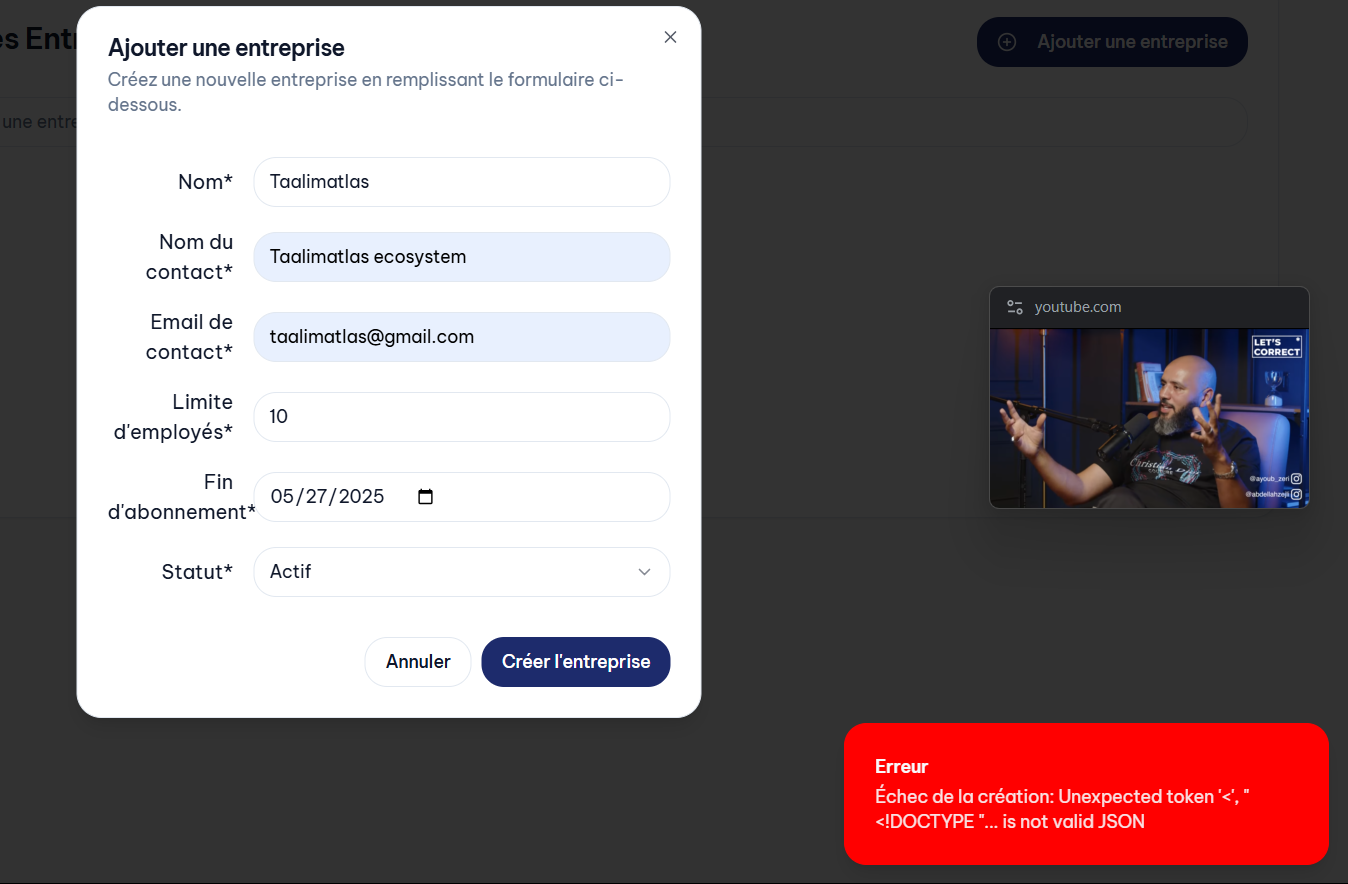 es Ent
Ajouter une entreprise
Ajouter une entreprise
Créez une nouvelle entreprise en remplissant le formulaire ci-
dessous.
une entre
Nom*
Taalimatlas
Nom du
contact*
Taalimatlas ecosystem
Email de
contact*
taalimatlas@gmail.com
Limite
d'employés*
10
Fin
d'abonnement*
05/27/2025
Statut*
Actif
Annuler
Créer l'entreprise
youtube.com
LET'S
CORRECT
@ayoub_zeri
@abdellahzejli
Erreur
Échec de la création: Unexpected token '<', "
<!DOCTYPE "... is not valid JSON